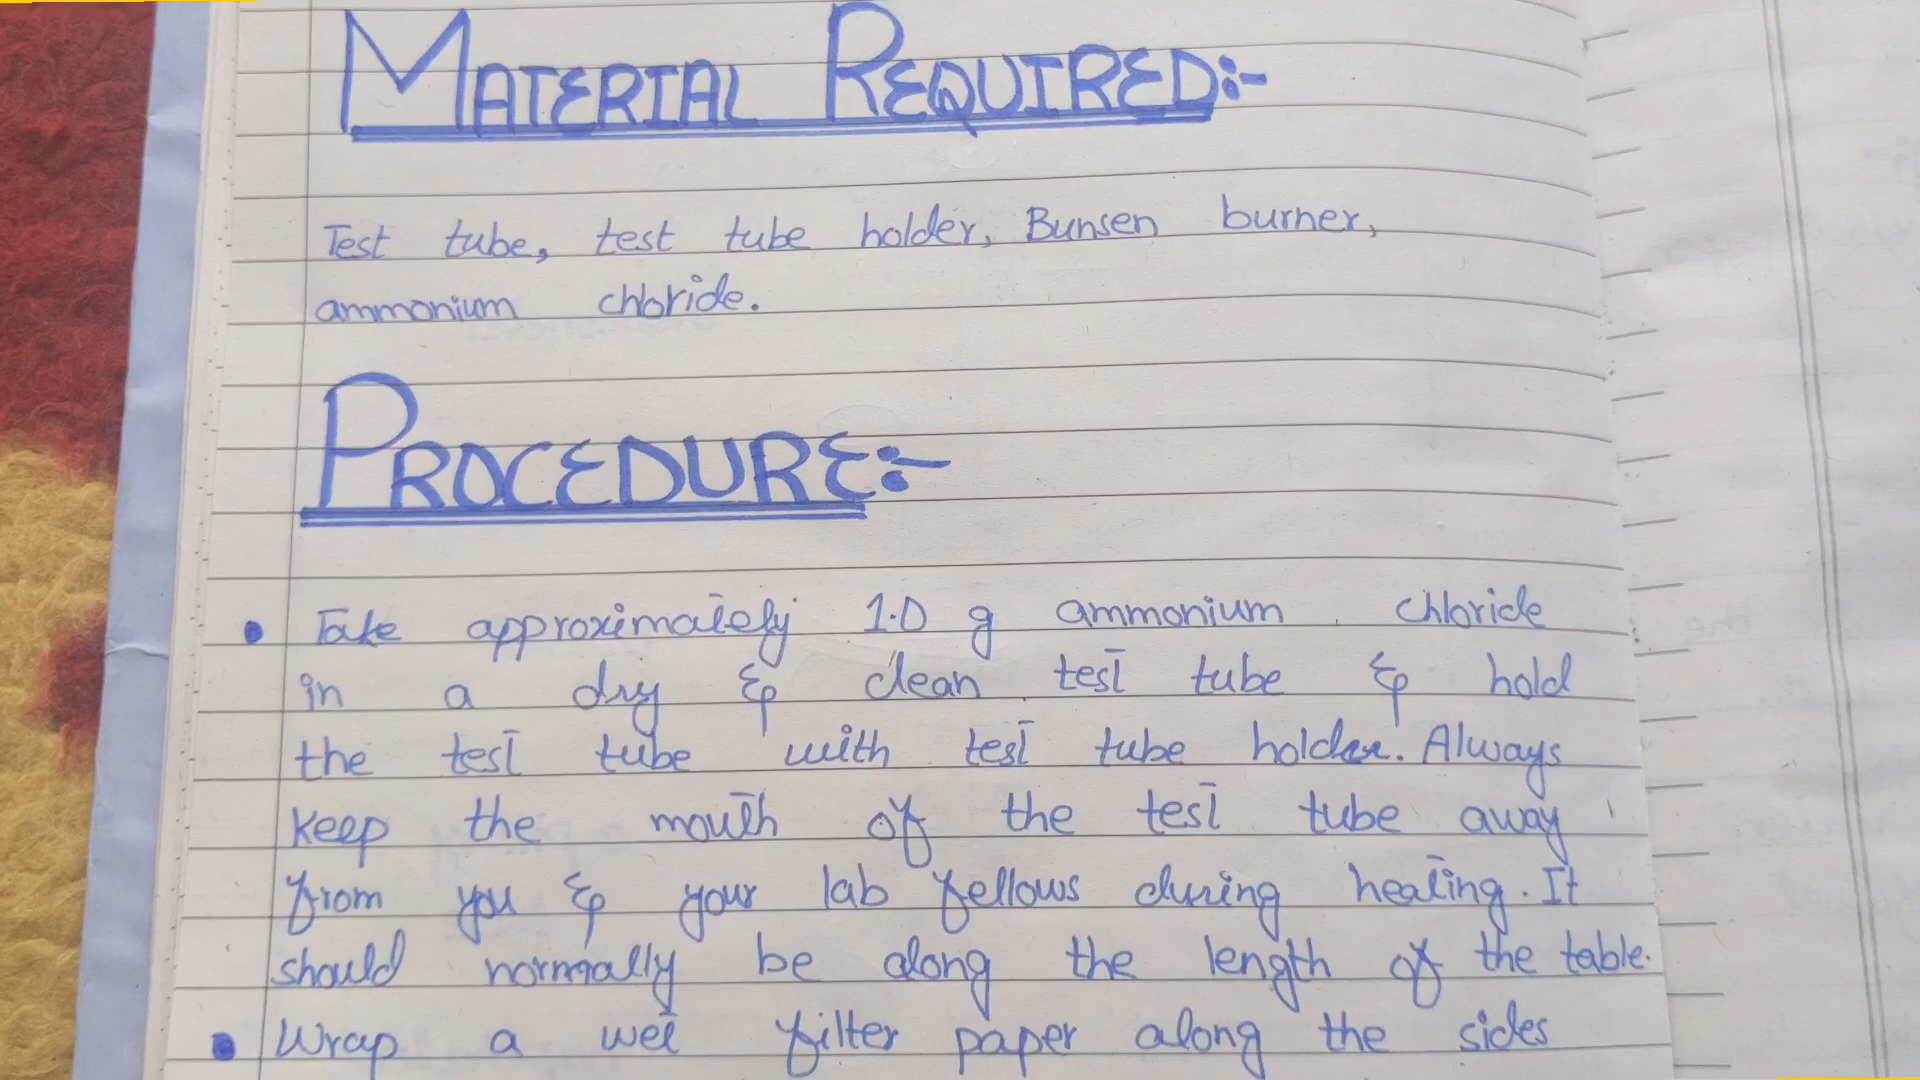 MATERIAL REQUIRED:-
Test tube, test tube holder, Bunsen burner,
ammonium chloride.
PROCEDURE:-
• Take approximately 1.0 g ammonium chloride
in a dry & clean test tube & hold
the test tube with test tube holder. Always
keep the mouth of the test tube away
from you & your lab fellows during heating. It
should normally be along the length of the table.
• Wrap a wet filter paper along the sides